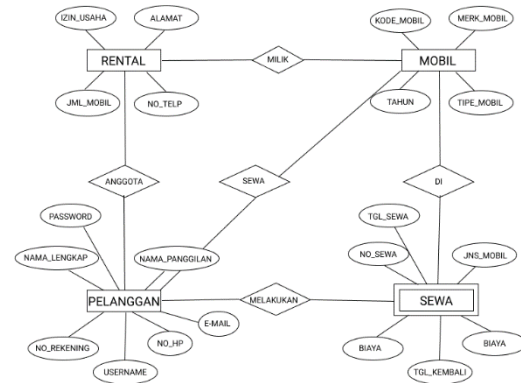 IZIN_USAHA
ALAMAT
KODE_MOBIL
MERK_MOBIL
RENTAL
MILIK
MOBIL
JML_MOBIL
NO_TELP
TAHUN
TIPE_MOBIL
ANGGOTA
SEWA
DI
PASSWORD
TGL_SEWA
NAMA_LENGKAP
NAMA_PANGGILAN
NO_SEWA
JNS_MOBIL
PELANGGAN
MELAKUKAN
SEWA
E-MAIL
NO_REKENING
NO_HP
BIAYA
BIAYA
USERNAME
TGL_KEMBALI